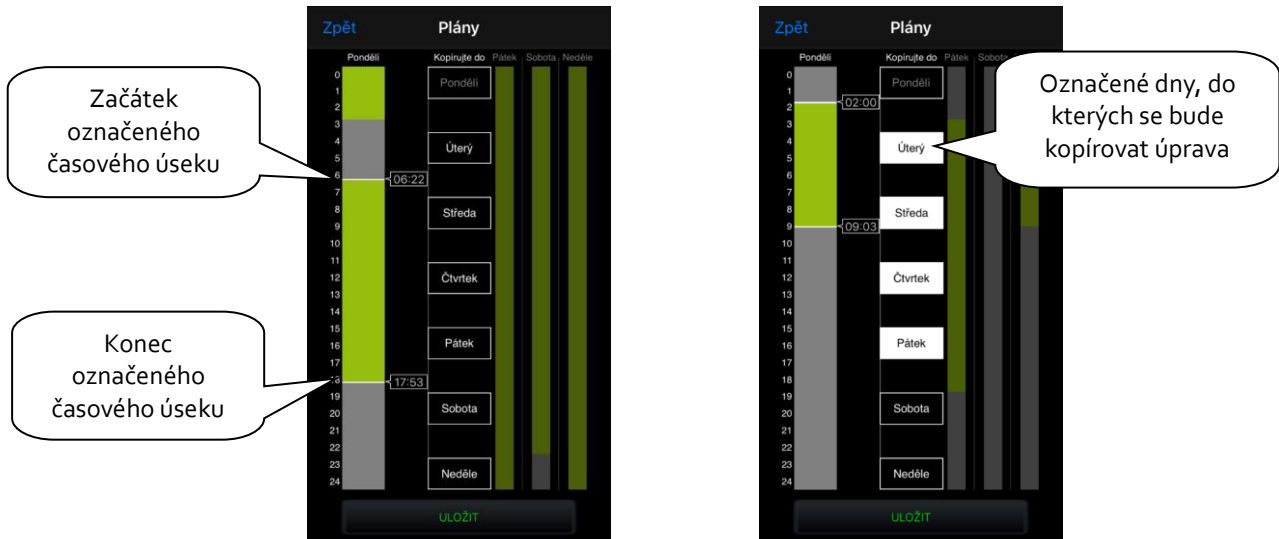 Zpět Plány
Pondělí Kopírujte do Pátek Sobota Neděle
0
1
2
3
4
5
6
7
8
9
10
11
12
13
14
15
16
17
18
19
20
21
22
23
24
06:22
17:53
Pondělí
Úterý
Středa
Čtvrtek
Pátek
Sobota
Neděle
ULOŽIT
Začátek
označeného
časového úseku
Konec
označeného
časového úseku
Zpět Plány
Pondělí Kopírujte do Pátek
0
1
2
3
4
5
6
7
8
9
10
11
12
13
14
15
16
17
18
19
20
21
22
23
24
02:00
09:03
Pondělí
Úterý
Středa
Čtvrtek
Pátek
Sobota
Neděle
ULOŽIT
Označené dny, do
kterých se bude
kopírovat úprava